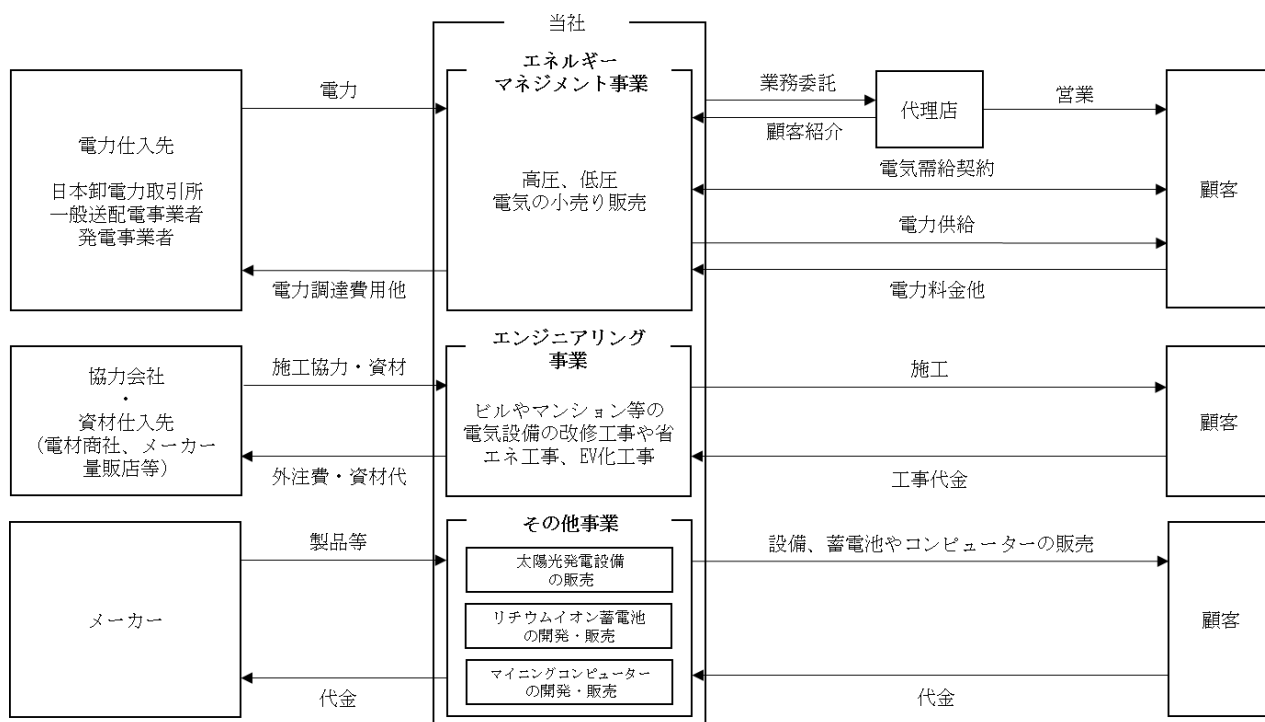 当社
エネルギー
マネジメント事業
電力仕入先
日本卸電力取引所
一般送配電事業者
発電事業者
電力
電力調達費用他
高圧、低圧
電気の小売り販売
業務委託
顧客紹介
代理店
営業
電気需給契約
電力供給
電力料金他
顧客
エンジニアリング
事業
協力会社
・
資材仕入先
(電材商社、メーカー
量販店等)
施工協力・資材
外注費・資材代
ビルやマンション等の
電気設備の改修工事や省
エネ工事、EV化工事
施工
工事代金
顧客
その他事業
メーカー
製品等
代金
太陽光発電設備
の販売
リチウムイオン蓄電池
の開発・販売
マイニングコンピューター
の開発・販売
設備、蓄電池やコンピューターの販売
代金
顧客